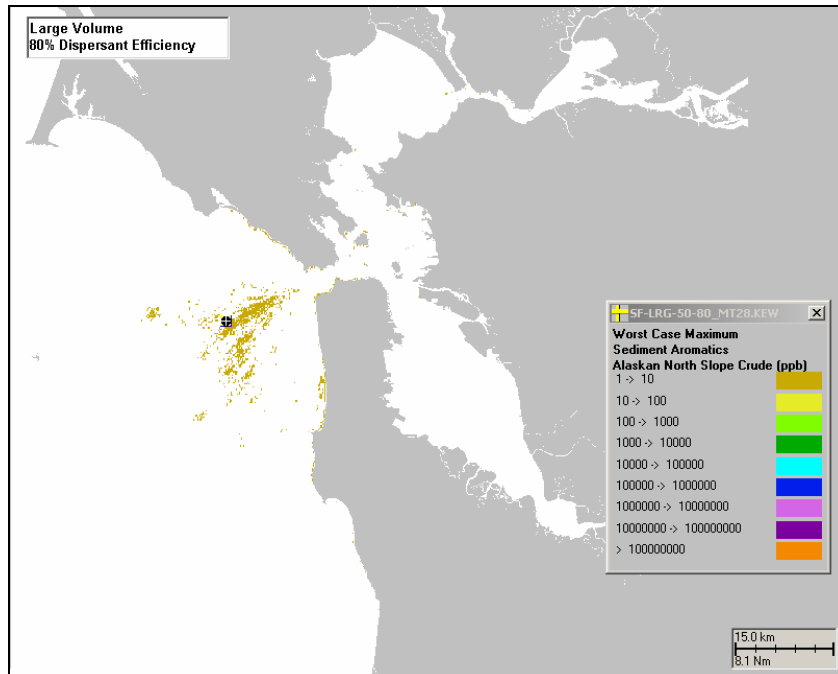 Large Volume
80% Dispersant Efficiency
SF-LRG-50-80_MT28.KEW
Worst Case Maximum
Sediment Aromatics
Alaskan North Slope Crude (ppb)
1 -> 10
10 -> 100
100 -> 1000
1000 -> 10000
10000 -> 100000
100000 -> 1000000
1000000 -> 10000000
10000000 -> 100000000
> 100000000
15.0 km
8.1 Nm